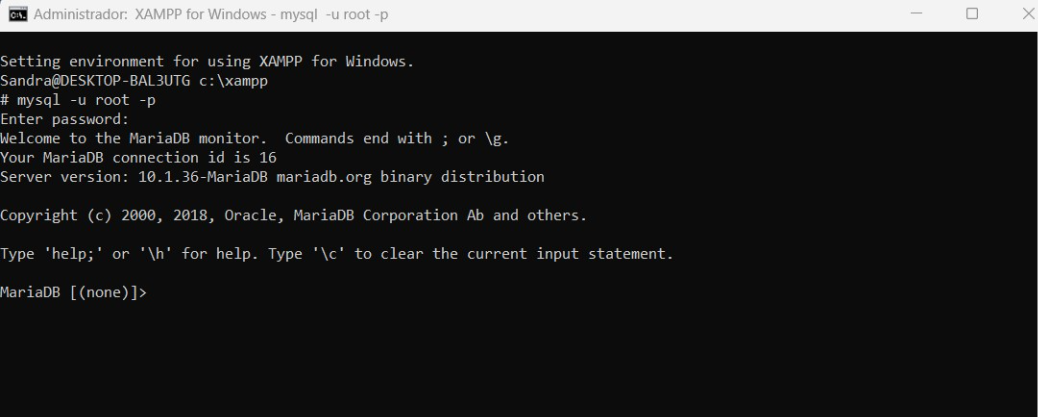 Administrador: XAMPP for Windows - mysql -u root -p
Setting environment for using XAMPP for Windows.
Sandra@DESKTOP-BAL3UTG c:\xampp
# mysql -u root -p
Enter password:
Welcome to the MariaDB monitor.  Commands end with ; or \g.
Your MariaDB connection id is 16
Server version: 10.1.36-MariaDB mariadb.org binary distribution
Copyright (c) 2000, 2018, Oracle, MariaDB Corporation Ab and others.
Type 'help;' or '\h' for help. Type '\c' to clear the current input statement.
MariaDB [(none)]>